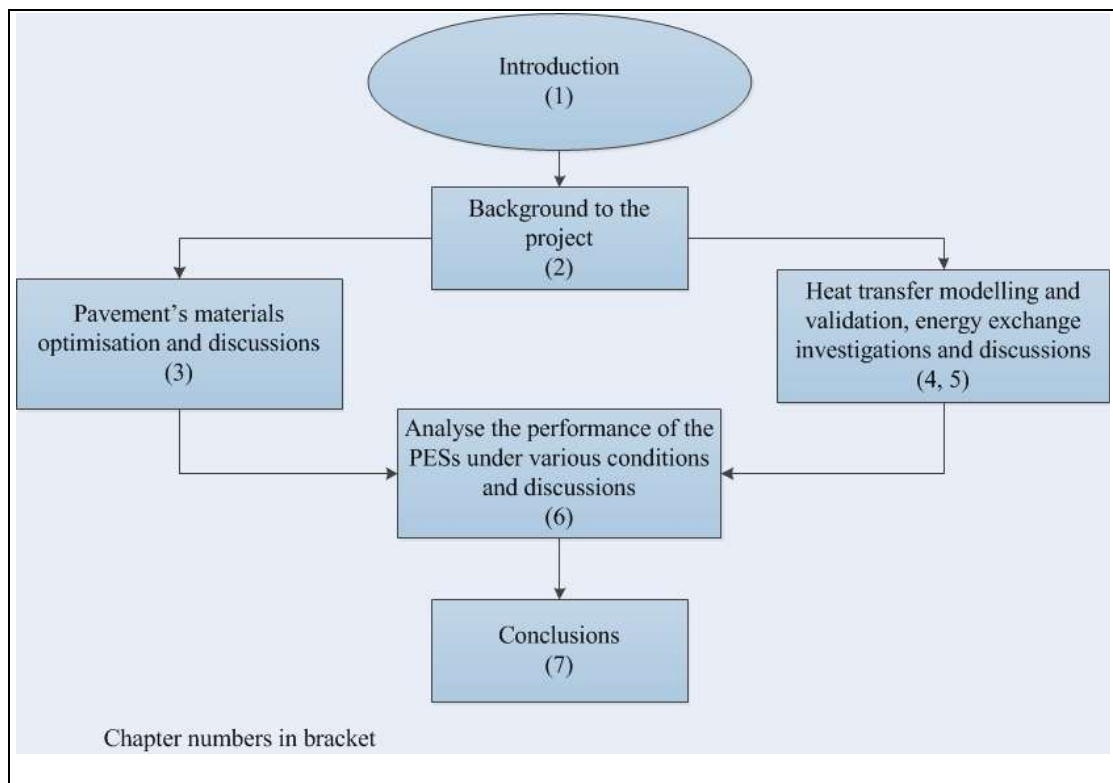 Introduction
(1)
Background to the
project
(2)
Pavement's materials
optimisation and discussions
(3)
Heat transfer modelling and
validation, energy exchange
investigations and discussions
(4, 5)
Analyse the performance of the
PESs under various conditions
and discussions
(6)
Conclusions
(7)
Chapter numbers in bracket